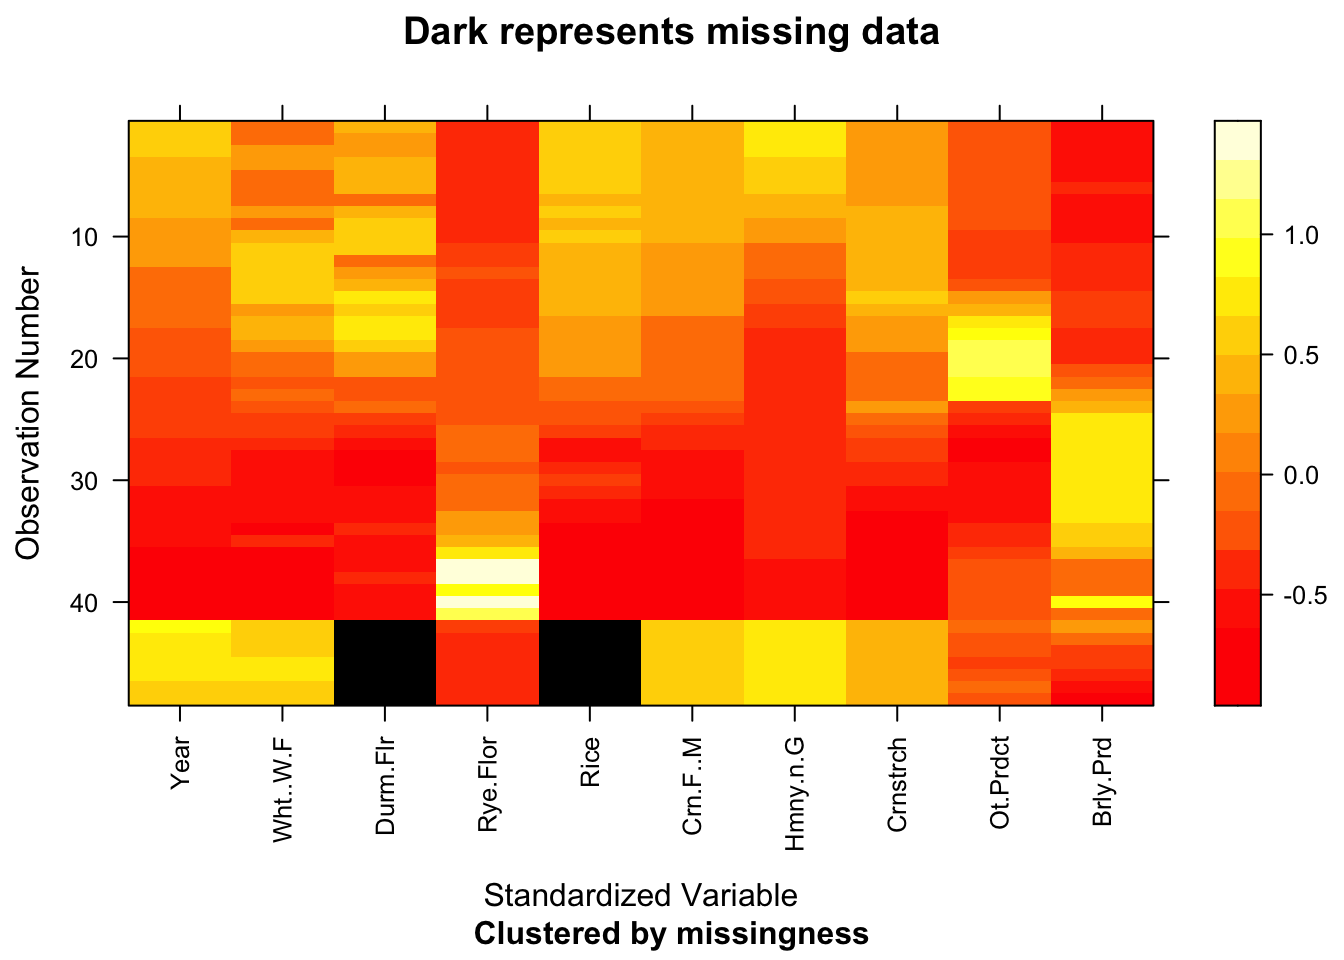 Dark represents missing data
Observation Number
10
20
30
40
1.0
0.5
0.0
-0.5
Year
Wht..W.F
Durm.Flr
Rye.Flor
Rice
Crn.F..M
Hmny.n.G
Crnstrch
Ot.Prdct
Brly.Prd
Standardized Variable
Clustered by missingness